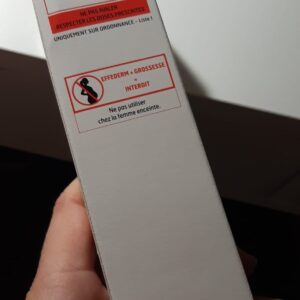 NE PAS AVALER
RESPECTER LES DOSES PRESCRITES
UNIQUEMENT SUR ORDONNANCE - Liste I
EFFEDERM + GROSSESSE
=
INTERDIT
Ne pas utiliser
chez la femme enceinte.